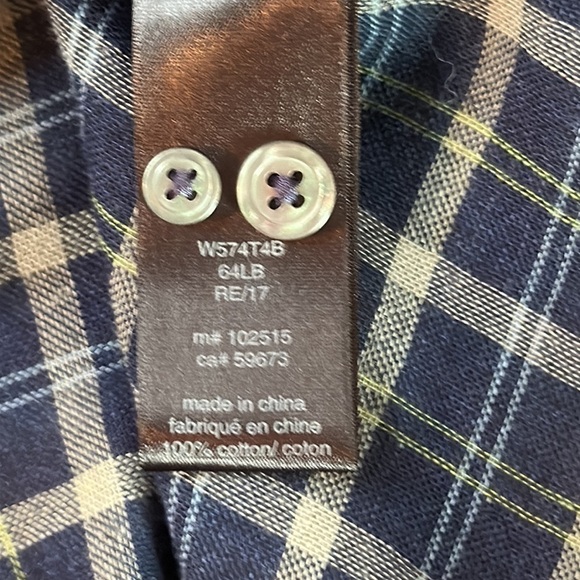 W574T4B
64LB
RE/17
m# 102515
ca# 59673
made in china
fabriqué en chine
100% cotton/ coton